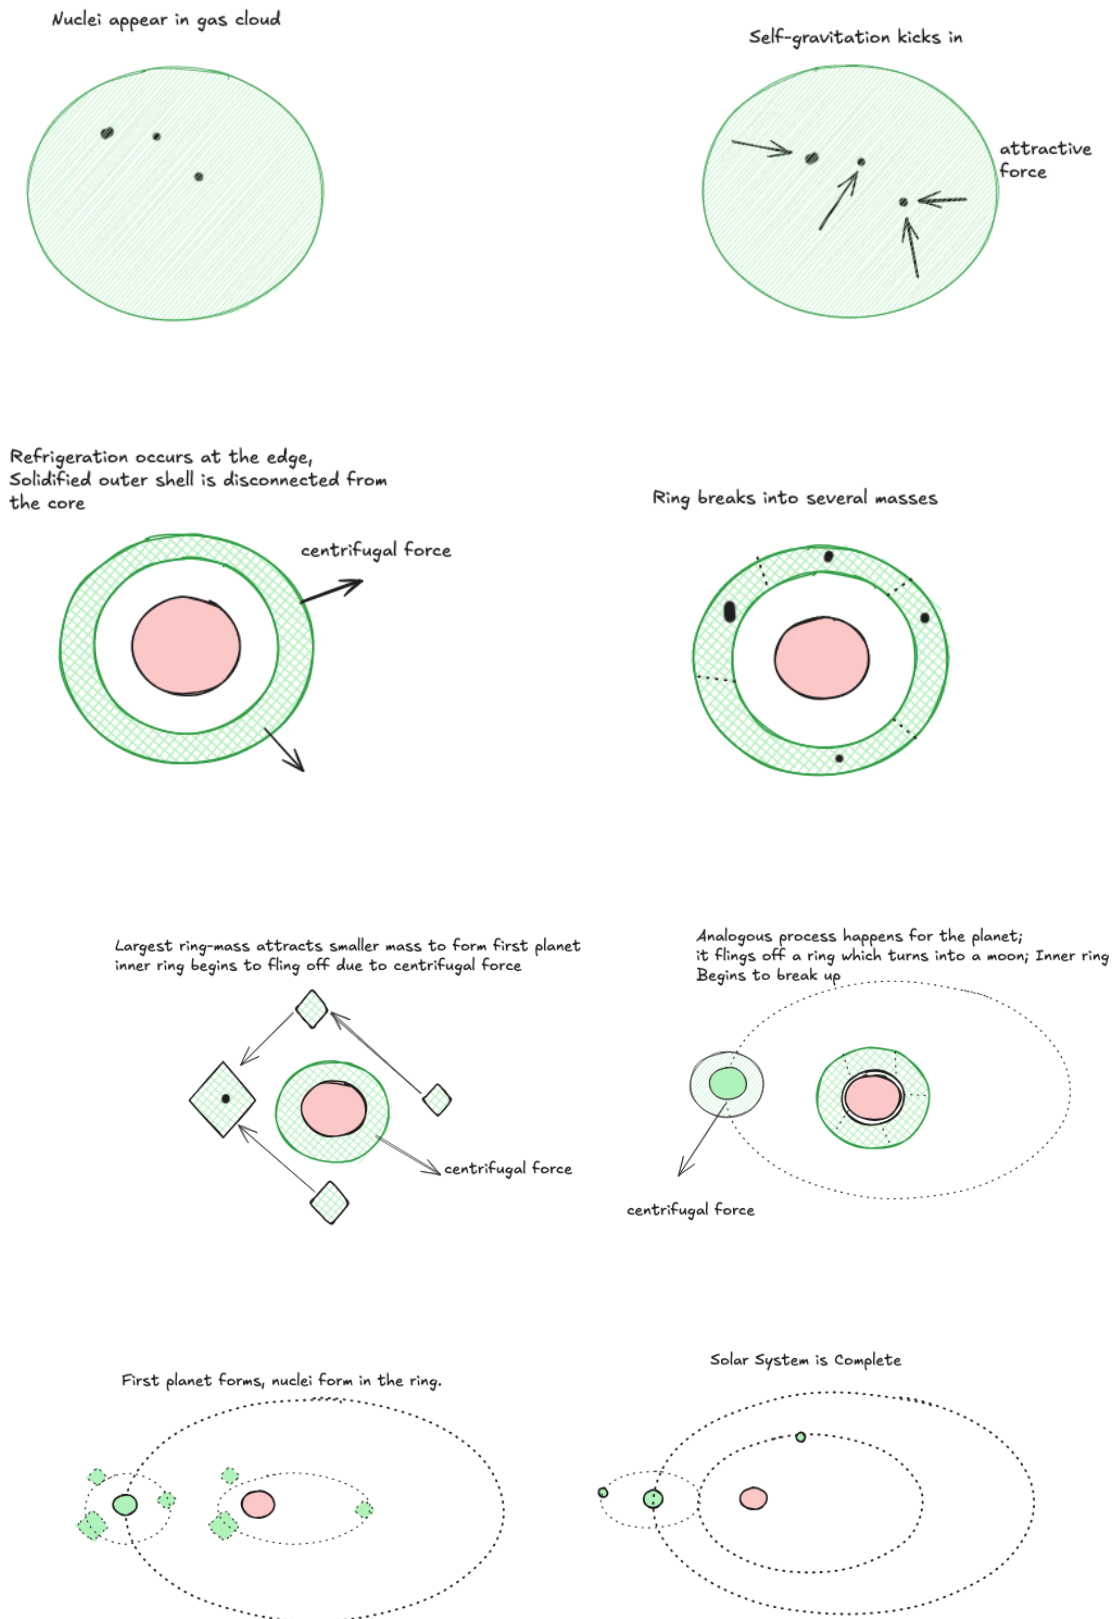 Nuclei appear in gas cloud
Self-gravitation kicks in
attractive
force
Refrigeration occurs at the edge,
Solidified outer shell is disconnected from
the core
centrifugal force
Ring breaks into several masses
Largest ring-mass attracts smaller mass to form first planet
inner ring begins to fling off due to centrifugal force
centrifugal force
Analogous process happens for the planet;
it flings off a ring which turns into a moon; Inner ring
Begins to break up
centrifugal force
First planet forms, nuclei form in the ring.
Solar System is Complete